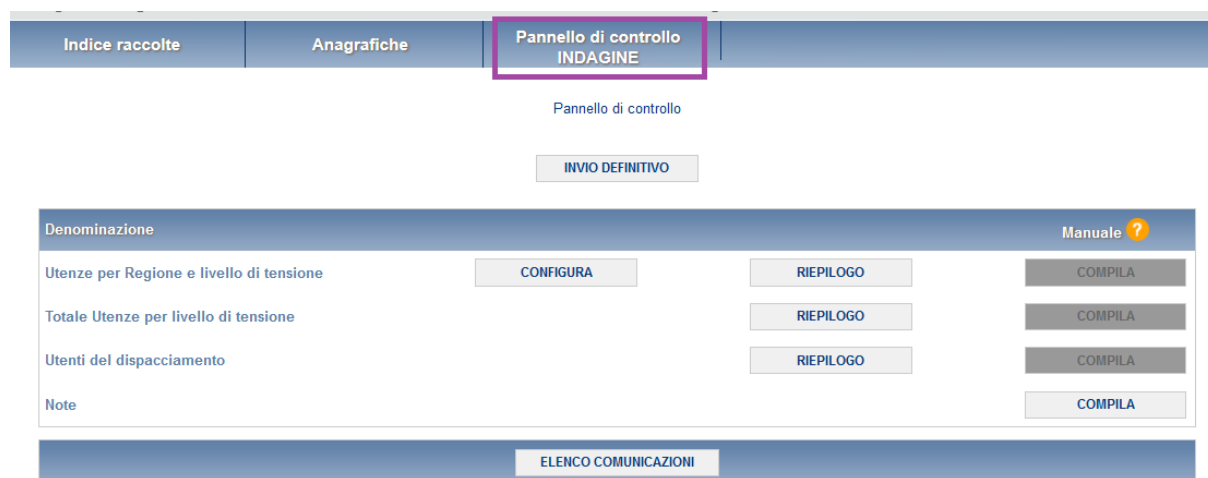 Indice raccolte
Anagrafiche
Pannello di controllo
INDAGINE
Pannello di controllo
INVIO DEFINITIVO
Denominazione
Manuale ?
Utenze per Regione e livello di tensione
CONFIGURA
RIEPILOGO
COMPILA
Totale Utenze per livello di tensione
RIEPILOGO
COMPILA
Utenti del dispacciamento
RIEPILOGO
COMPILA
Note
COMPILA
ELENCO COMUNICAZIONI